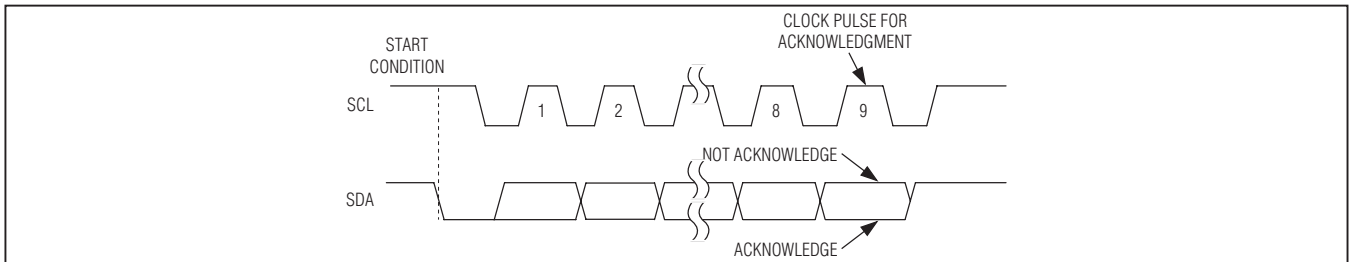 CLOCK PULSE FOR
ACKNOWLEDGMENT
START
CONDITION
SCL
1
2
8
9
NOT ACKNOWLEDGE
SDA
ACKNOWLEDGE